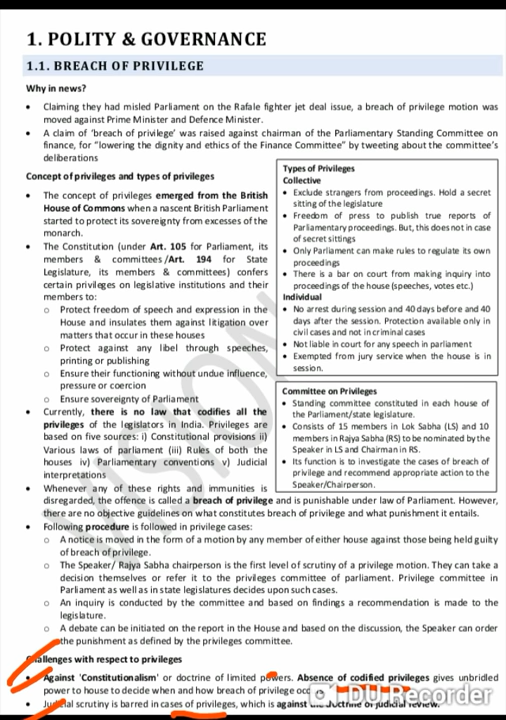 1. POLITY & GOVERNANCE
1.1. BREACH OF PRIVILEGE
Why in news?
• Claiming they had misled Parliament on the Rafale fighter jet deal issue, a breach of privilege motion was
moved against Prime Minister and Defence Minister.
• A claim of 'breach of privilege' was raised against chairman of the Parliamentary Standing Committee on
finance, for "lowering the dignity and ethics of the Finance Committee" by tweeting about the committee's
deliberations
Concept of privileges and types of privileges
• The concept of privileges emerged from the British
House of Commons when a nascent British Parliament
started to protect its sovereignty from excesses of the
monarch.
• The Constitution (under Art. 105 for Parliament, its
members & committees /Art. 194 for State
Legislature, its members & committees) confers
certain privileges on legislative institutions and their
members to:
o Protect freedom of speech and expression in the
House and insulates them against litigation over
matters that occur in these houses
o Protect against any libel through speeches,
printing or publishing
o Ensure their functioning without undue influence,
pressure or coercion
o Ensure sovereignty of Parliament
• Currently, there is no law that codifies all the
privileges of the legislators in India. Privileges are
based on five sources: i) Constitutional provisions ii)
Various laws of parliament (iii) Rules of both the
houses iv) Parliamentary conventions v) Judicial
interpretations
Types of Privileges
Collective
• Exclude strangers from proceedings. Hold a secret
sitting of the legislature
• Freedom of press to publish true reports of
Parliamentary proceedings. But, this does not in case
of secret sittings
• Only Parliament can make rules to regulate its own
proceedings
• There is a bar on court from making inquiry into
proceedings of the house (speeches, votes etc.)
Individual
• No arrest during session and 40 days before and 40
days after the session. Protection available only in
civil cases and not in criminal cases
• Not liable in court for any speech in parliament
• Exempted from jury service when the house is in
session.
Committee on Privileges
• Standing committee constituted in each house of
the Parliament/state legislature.
• Consists of 15 members in Lok Sabha (LS) and 10
members in Rajya Sabha (RS) to be nominated by the
Speaker in LS and Chairman in RS.
• Its function is to investigate the cases of breach of
privilege and recommend appropriate action to the
Speaker/Chairperson.
• Whenever any of these rights and immunities is
disregarded, the offence is called a breach of privilege and is punishable under law of Parliament. However,
there are no objective guidelines on what constitutes breach of privilege and what punishment it entails.
• Following procedure is followed in privilege cases:
o A notice is moved in the form of a motion by any member of either house against those being held guilty
of breach of privilege.
o The Speaker/ Rajya Sabha chairperson is the first level of scrutiny of a privilege motion. They can take a
decision themselves or refer it to the privileges committee of parliament. Privilege committee in
Parliament as well as in state legislatures decides upon such cases.
o An inquiry is conducted by the committee and based on findings a recommendation is made to the
legislature.
o A debate can be initiated on the report in the House and based on the discussion, the Speaker can order
the punishment as defined by the privileges committee.
Challenges with respect to privileges
• Against 'Constitutionalism' or doctrine of limited powers. Absence of codified privileges gives unbridled
power to house to decide when and how breach of privilege
• Judicial scrutiny is barred in cases of privileges, which is against the doctrine of judicial review.
VISION
DU Recorder